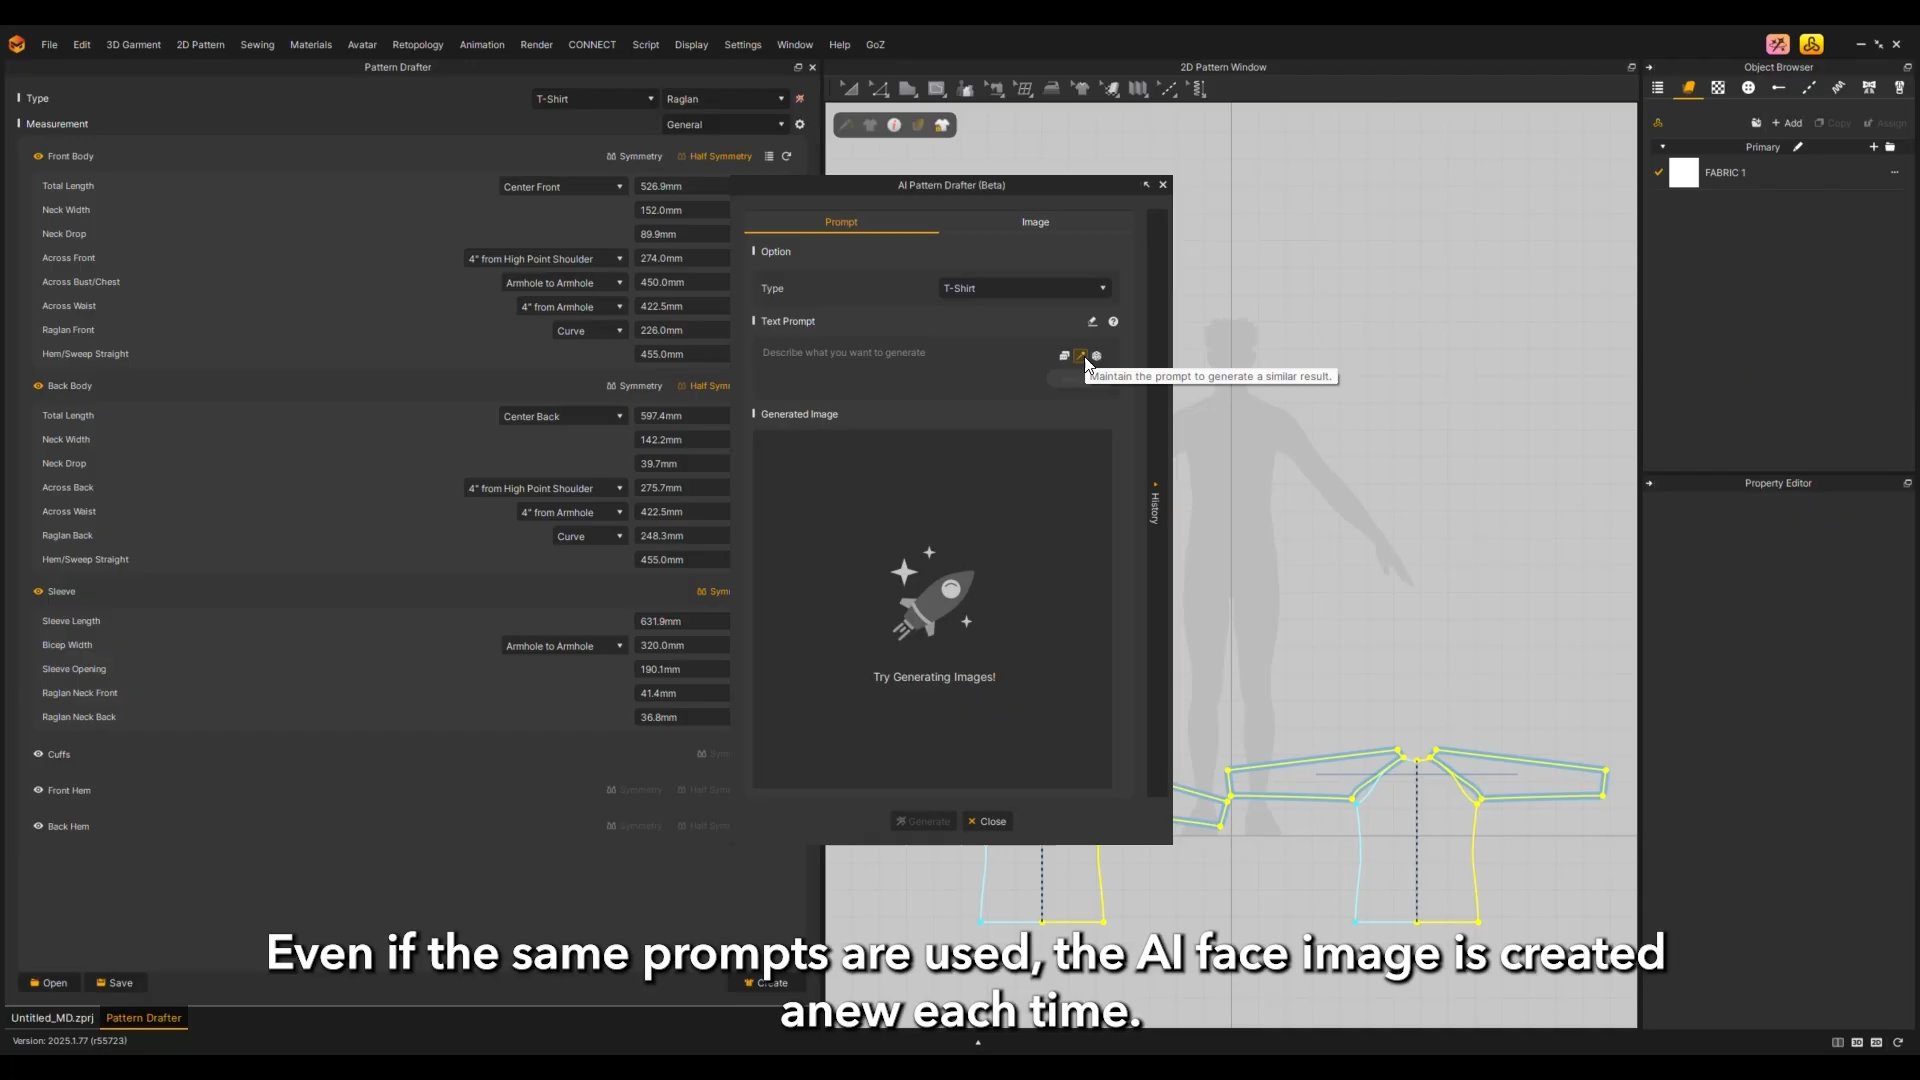 File Edit 3D Garment 2D Pattern Sewing Materials Avatar Retopology Animation Render CONNECT Script Display Settings Window Help GoZ
Pattern Drafter
2D Pattern Window
Object Browser
Type T-Shirt Raglan
Measurement General
Front Body Symmetry Half Symmetry
Total Length Center Front 526.9mm
Neck Width 152.0mm
Neck Drop 89.9mm
Across Front 4" from High Point Shoulder 274.0mm
Across Bust/Chest Armhole to Armhole 450.0mm
Across Waist 4" from Armhole 422.5mm
Raglan Front Curve 226.0mm
Hem/Sweep Straight 455.0mm
Back Body Symmetry Half Symm
Total Length Center Back 597.4mm
Neck Width 142.2mm
Neck Drop 39.7mm
Across Back 4" from High Point Shoulder 275.7mm
Across Waist 4" from Armhole 422.5mm
Raglan Back Curve 248.3mm
Hem/Sweep Straight 455.0mm
Sleeve Symm
Sleeve Length 631.9mm
Bicep Width Armhole to Armhole 320.0mm
Sleeve Opening 190.1mm
Raglan Neck Front 41.4mm
Raglan Neck Back 36.8mm
Cuffs Symm
Front Hem Symmetry Half Symm
Back Hem Symmetry Half Symm
Open Save Create
AI Pattern Drafter (Beta)
Prompt Image
Option
Type T-Shirt
Text Prompt
Describe what you want to generate
Maintain the prompt to generate a similar result.
Generated Image
Try Generating Images!
History
Generate Close
Add Copy Assign
Primary
FABRIC 1
Property Editor
Even if the same prompts are used, the AI face image is created
anew each time.
Untitled_MD.zprj Pattern Drafter
Version: 2025.1.77 (r55723)
3D 2D